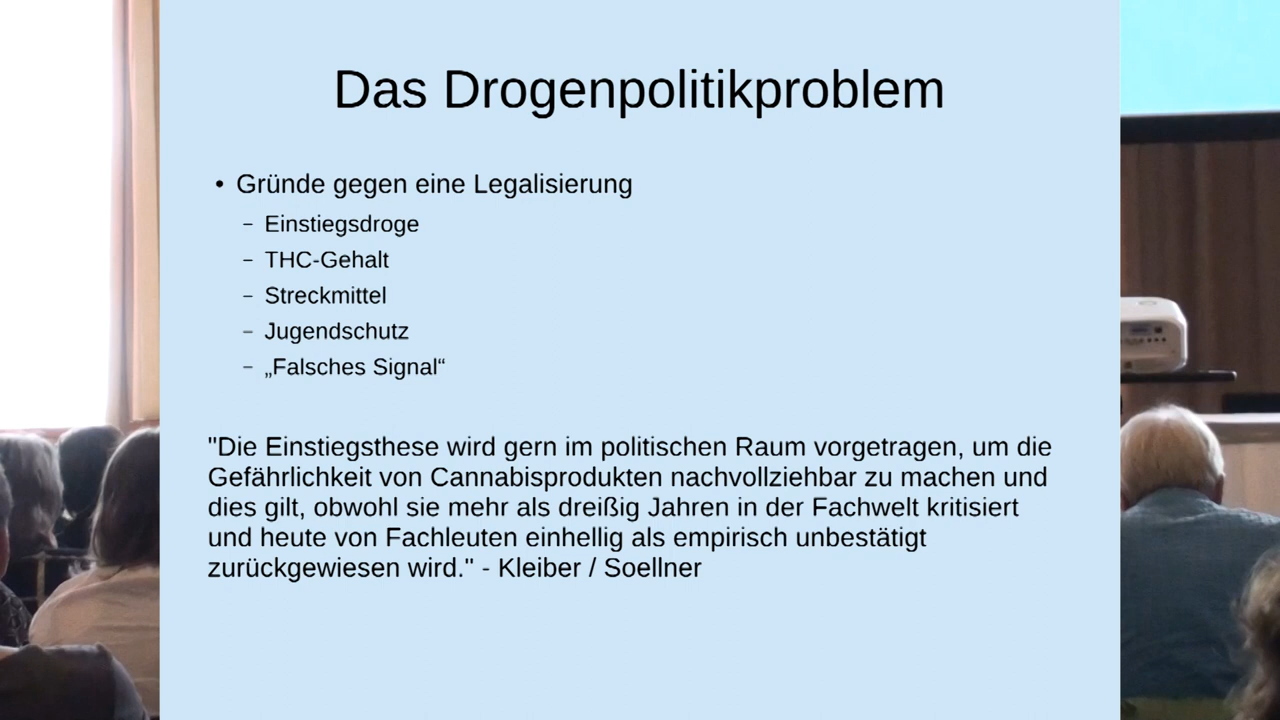 Das Drogenpolitikproblem
• Gründe gegen eine Legalisierung
– Einstiegsdroge
– THC-Gehalt
– Streckmittel
– Jugendschutz
– „Falsches Signal“
"Die Einstiegsthese wird gern im politischen Raum vorgetragen, um die
Gefährlichkeit von Cannabisprodukten nachvollziehbar zu machen und
dies gilt, obwohl sie mehr als dreißig Jahren in der Fachwelt kritisiert
und heute von Fachleuten einhellig als empirisch unbestätigt
zurückgewiesen wird." - Kleiber / Soellner